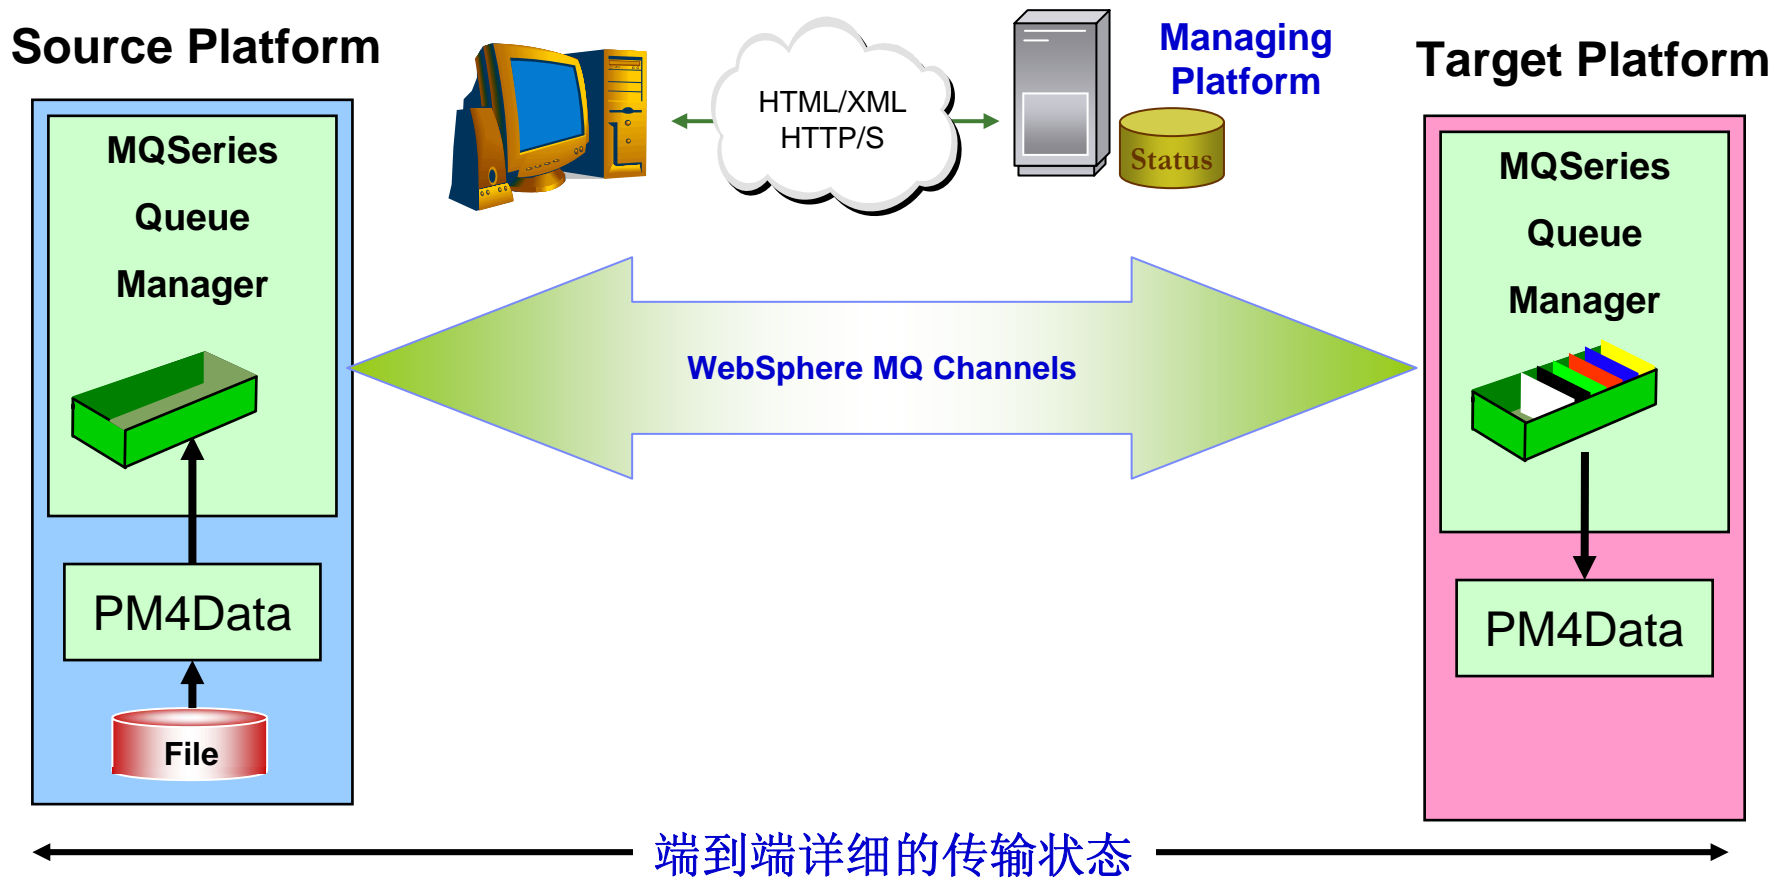 Source Platform
MQSeries
Queue
Manager
PM4Data
File
HTML/XML
HTTP/S
Managing
Platform
Status
WebSphere MQ Channels
Target Platform
MQSeries
Queue
Manager
PM4Data
端到端详细的传输状态